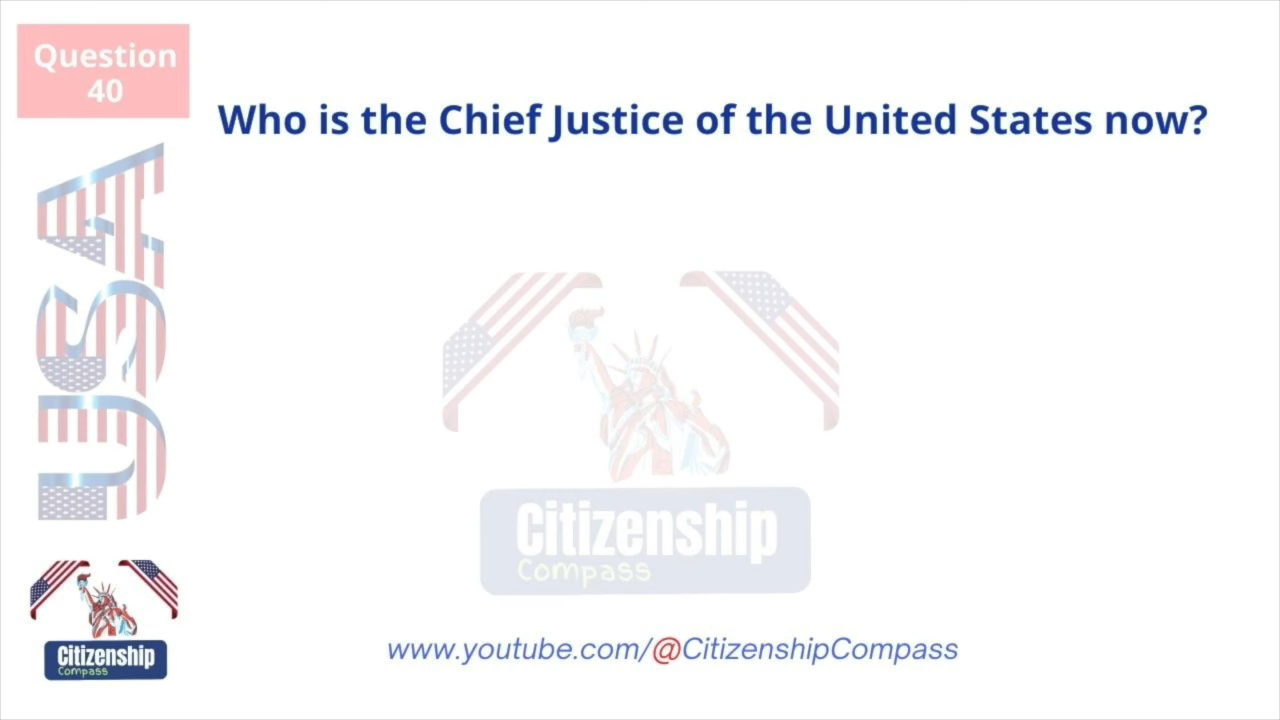 Question
40
Who is the Chief Justice of the United States now?
USA
Citizenship
Compass
Citizenship
Compass
www.youtube.com/@CitizenshipCompass